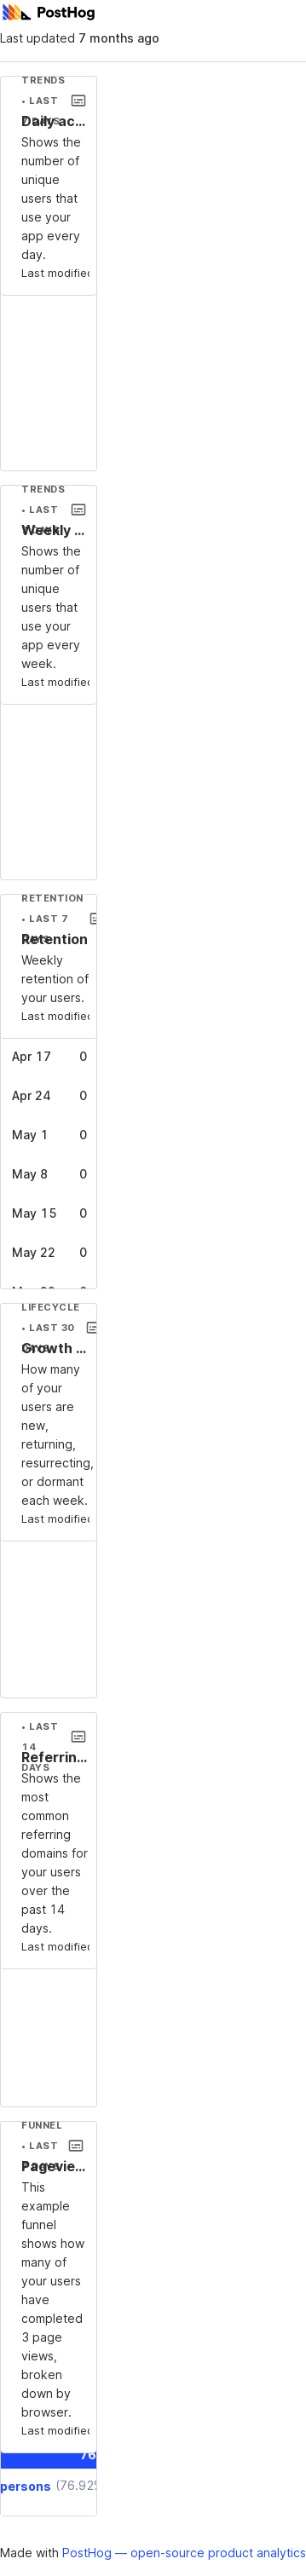 PostHog
Last updated 7 months ago
TRENDS
• LAST
Daily ac...
Shows the
number of
unique
users that
use your
app every
day.
Last modified
TRENDS
• LAST
Weekly ...
Shows the
number of
unique
users that
use your
app every
week.
Last modified
RETENTION
• LAST 7
Retention
Weekly
retention of
your users.
Last modified
Apr 17 0
Apr 24 0
May 1 0
May 8 0
May 15 0
May 22 0
LIFECYCLE
• LAST 30
Growth ...
How many
of your
users are
new,
returning,
resurrecting,
or dormant
each week.
Last modified
• LAST
14
DAYS
Referrin...
Shows the
most
common
referring
domains for
your users
over the
past 14
days.
Last modified
FUNNEL
• LAST
Pagevie...
This
example
funnel
shows how
many of
your users
have
completed
3 page
views,
broken
down by
browser.
Last modified
76
persons (76.92%
Made with PostHog — open-source product analytics